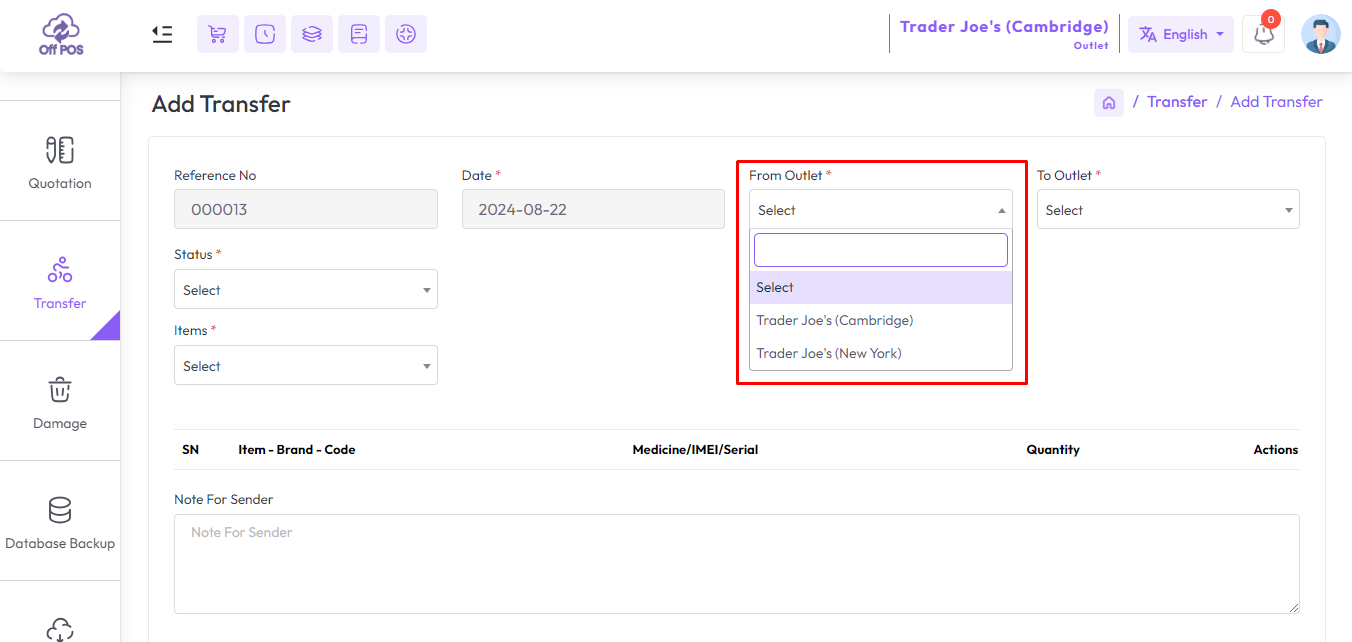 Off POS
Trader Joe's (Cambridge)
Outlet
English
0
Quotation
Transfer
Damage
Database Backup
Add Transfer
/ Transfer / Add Transfer
Reference No
000013
Date *
2024-08-22
From Outlet *
Select
Select
Trader Joe's (Cambridge)
Trader Joe's (New York)
To Outlet *
Select
Status *
Select
Items *
Select
SN Item - Brand - Code Medicine/IMEI/Serial Quantity Actions
Note For Sender
Note For Sender